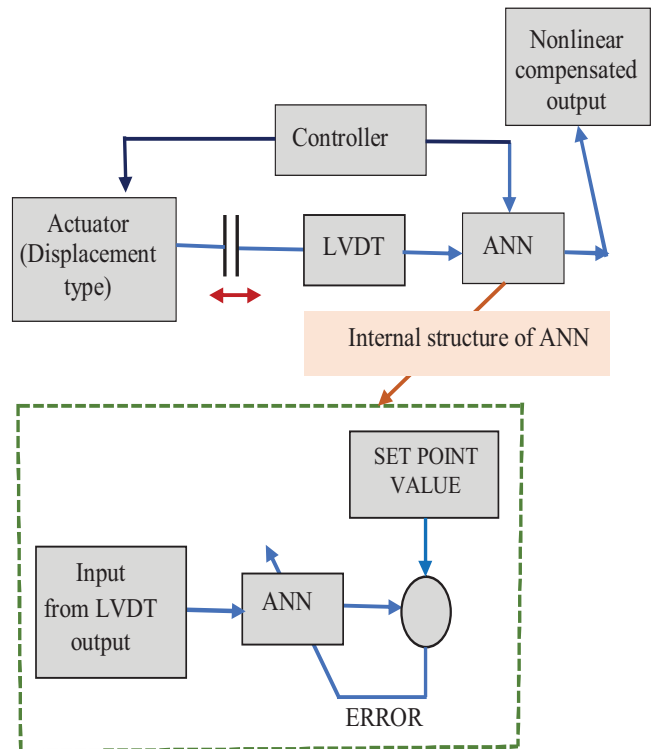 Nonlinear
compensated
output
Controller
Actuator
(Displacement
type)
LVDT
ANN
Internal structure of ANN
SET POINT
VALUE
Input
from LVDT
output
ANN
ERROR